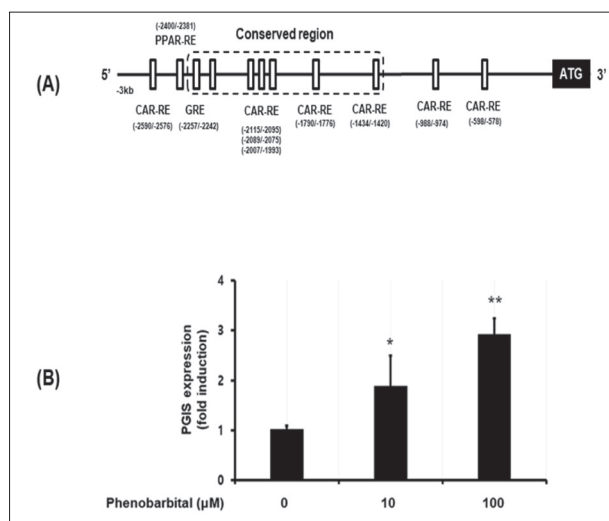 (-2400/-2381)
PPAR-RE
Conserved region
(A)
5’
3’
-3kb
ATG
CAR-RE
GRE
CAR-RE
CAR-RE
CAR-RE
CAR-RE
CAR-RE
(-2590/-2576)
(-2257/-2242)
(-2115/-2095)
(-2089/-2075)
(-2007/-1993)
(-1790/-1776)
(-1434/-1420)
(-988/-974)
(-598/-578)
(B)
PGIS expression
(fold induction)
4
3
2
1
0
*
**
Phenobarbital (µM)
0
10
100